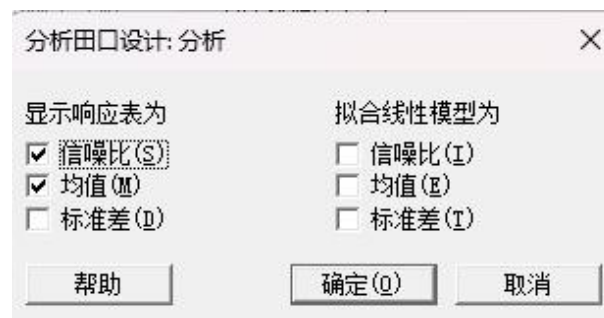 分析田口设计: 分析
显示响应表为
信噪比(S)
均值(M)
标准差(D)
拟合线性模型为
信噪比(I)
均值(E)
标准差(T)
帮助
确定(O)
取消